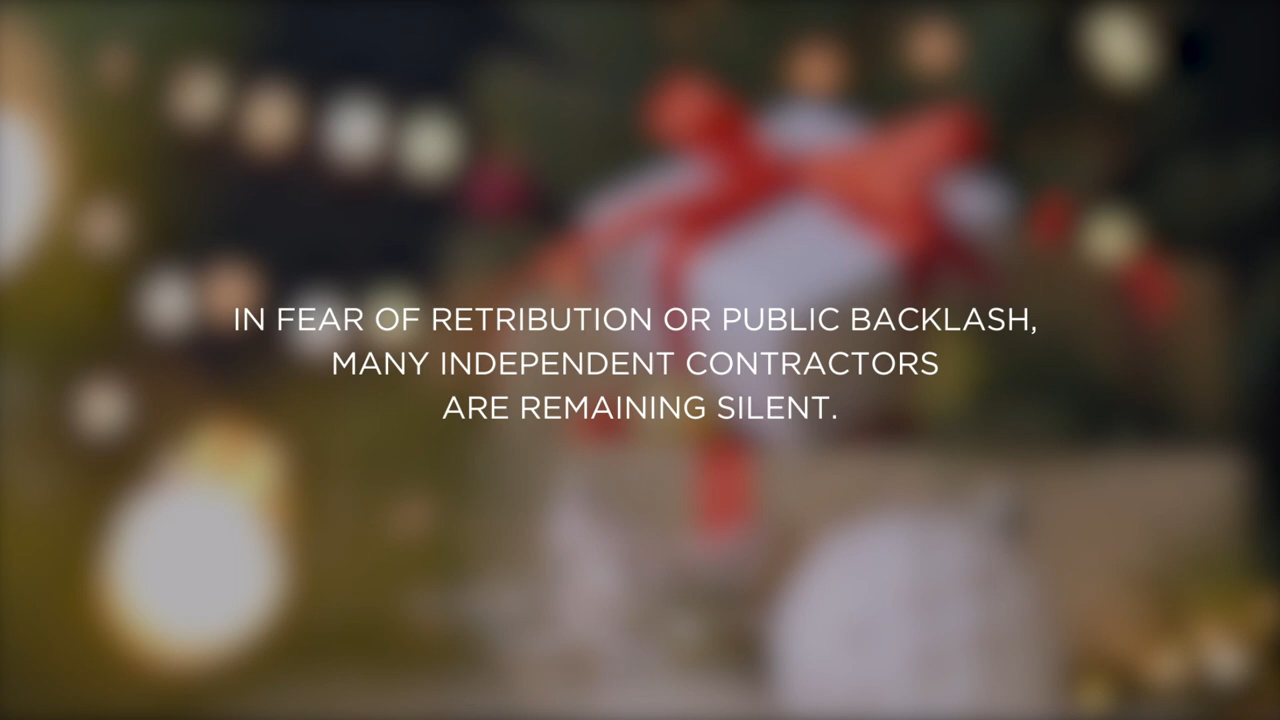 IN FEAR OF RETRIBUTION OR PUBLIC BACKLASH,
MANY INDEPENDENT CONTRACTORS
ARE REMAINING SILENT.